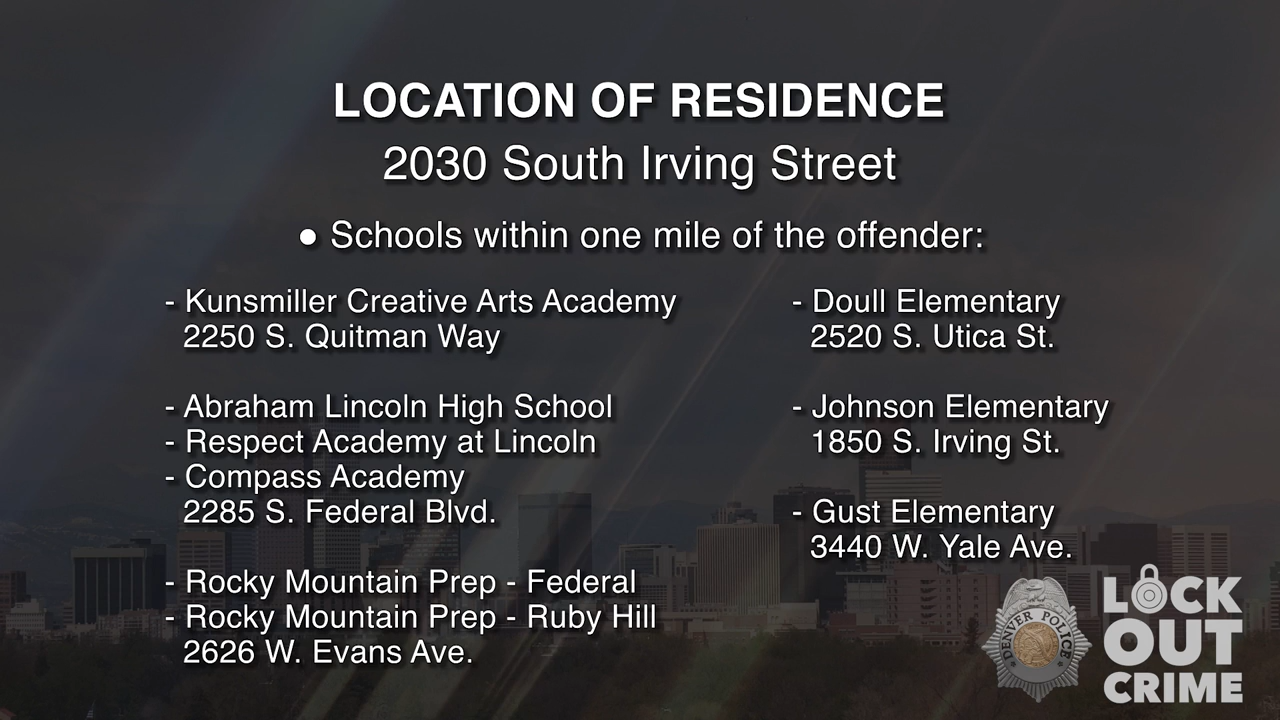 LOCATION OF RESIDENCE
2030 South Irving Street
● Schools within one mile of the offender:
- Kunsmiller Creative Arts Academy
2250 S. Quitman Way
- Abraham Lincoln High School
- Respect Academy at Lincoln
- Compass Academy
2285 S. Federal Blvd.
- Rocky Mountain Prep - Federal
- Rocky Mountain Prep - Ruby Hill
2626 W. Evans Ave.
- Doull Elementary
2520 S. Utica St.
- Johnson Elementary
1850 S. Irving St.
- Gust Elementary
3440 W. Yale Ave.
DENVER POLICE
LOCK
OUT
CRIME